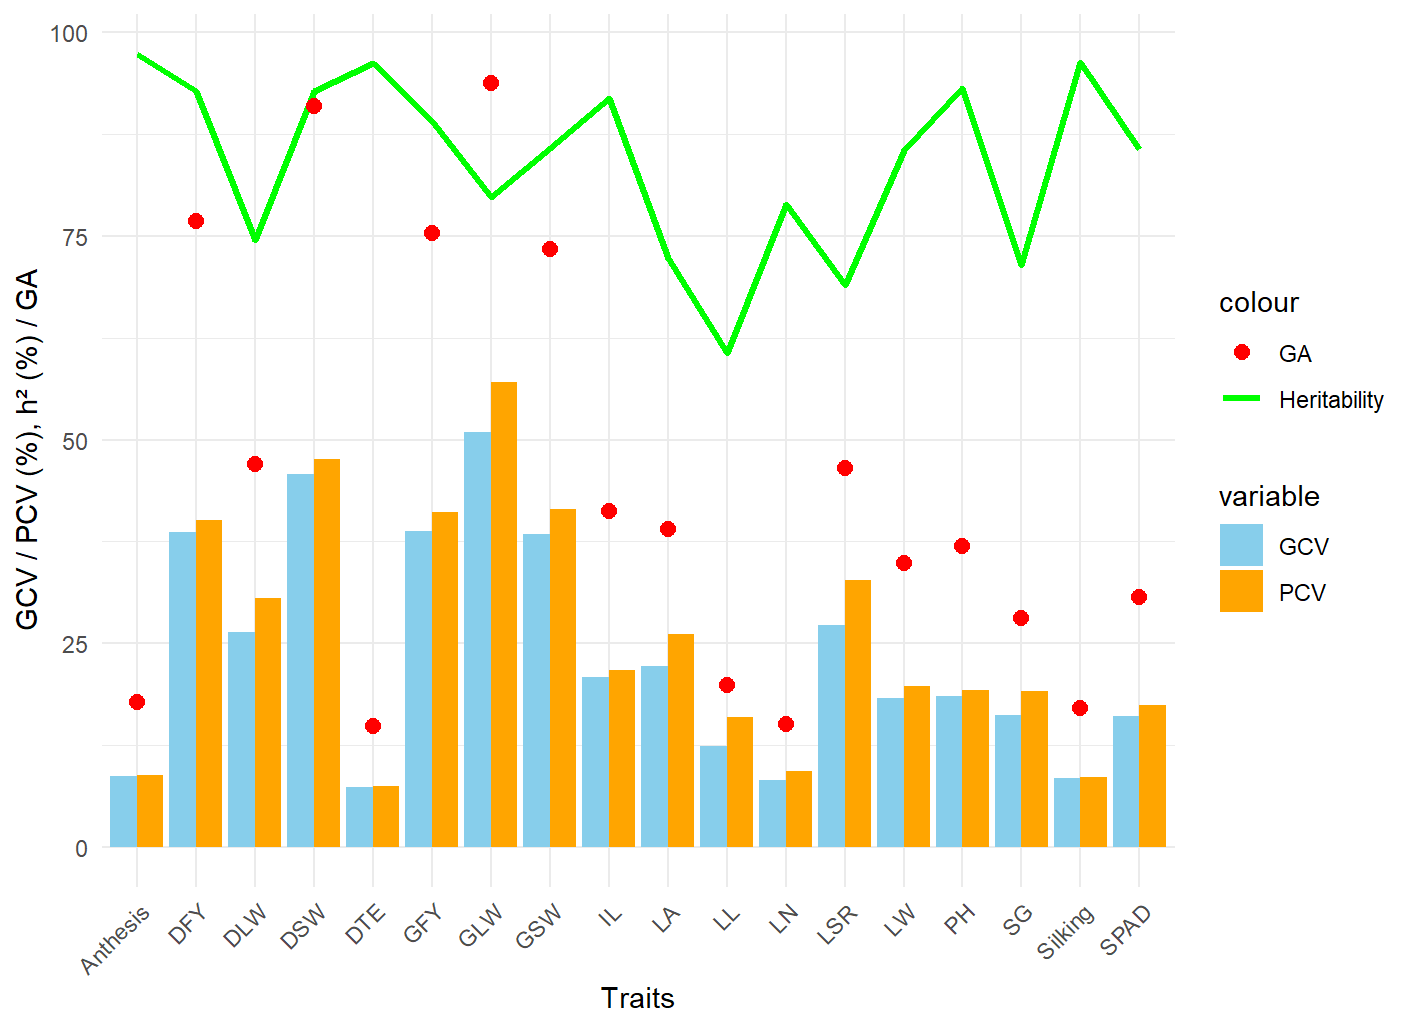 100
75
50
25
0
GCV / PCV (%), h² (%) / GA
Anthesis
DFY
DLW
DSW
DTE
GFY
GLW
GSW
IL
LA
LL
LN
LSR
LW
PH
SG
Silking
SPAD
Traits
colour
GA
Heritability
variable
GCV
PCV